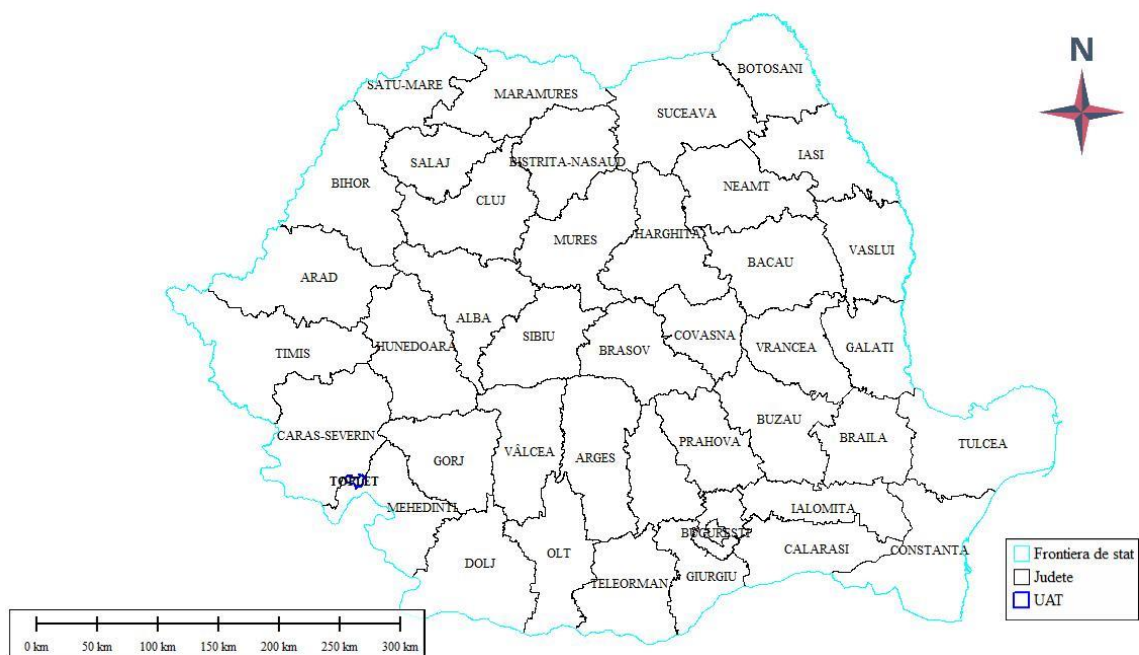 N
BOTOSANI
SATU-MARE
MARAMURES
SUCEAVA
IASI
SALAJ
BISTRITA-NASAUD
BIHOR
NEAMT
CLUJ
MURES
HARGHITA
VASLUI
BACAU
ARAD
ALBA
SIBIU
COVASNA
HUNEDOARA
BRASOV
VRANCEA
GALATI
TIMIS
BUZAU
CARAS-SEVERIN
PRAHOVA
BRAILA
TULCEA
GORJ
VÂLCEA
ARGES
TOPLET
MEHEDINTI
IALOMITA
BUCURESTI
CALARASI
CONSTANTA
DOLJ
OLT
TELEORMAN
GIURGIU
Frontiera de stat
Judete
UAT
0 km 50 km 100 km 150 km 200 km 250 km 300 km